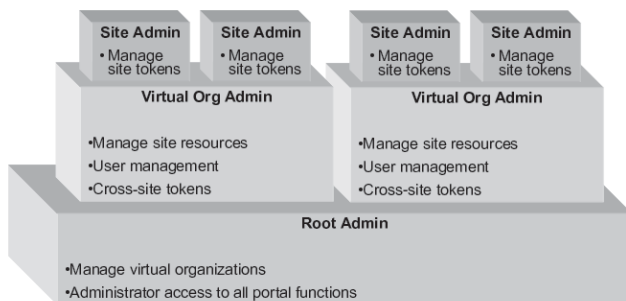 Site Admin
• Manage
site tokens
Site Admin
• Manage
site tokens
Site Admin
• Manage
site tokens
Site Admin
• Manage
site tokens
Virtual Org Admin
•Manage site resources
•User management
•Cross-site tokens
Virtual Org Admin
•Manage site resources
•User management
•Cross-site tokens
Root Admin
•Manage virtual organizations
•Administrator access to all portal functions